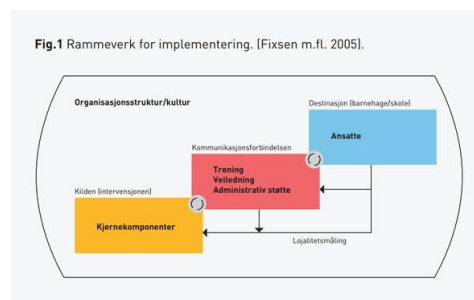 Fig.1 Rammeverk for implementering. (Fixsen m.fl. 2005).
Organisasjonsstruktur/kultur
Destinasjon (barnehage/skole)
Ansatte
Kommunikasjonsforbindelsen
Trening
Veiledning
Administrativ støtte
Kilden (intervensjonen)
Kjernekomponenter
Lojalitetsmåling